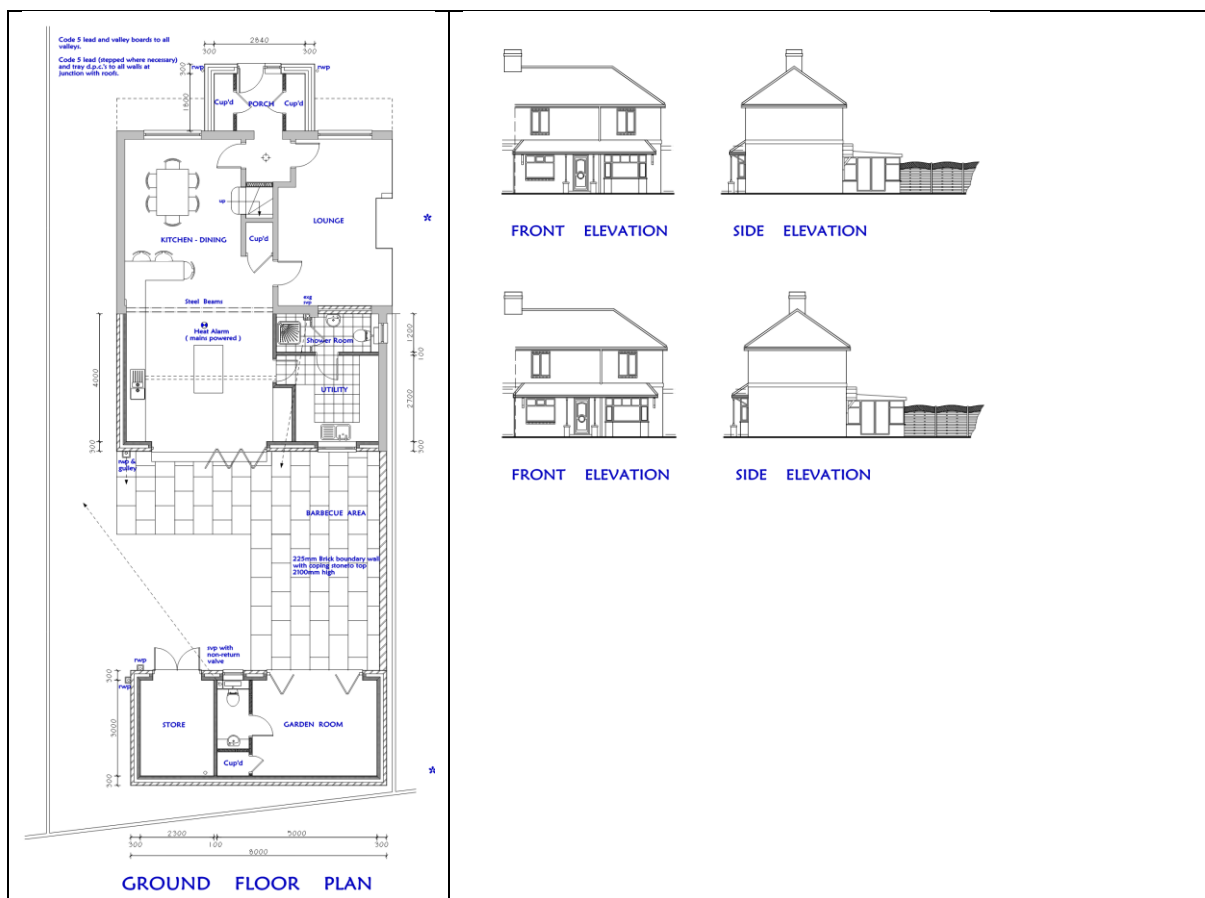 Code 5 lead and valley boards to all
valleys.
Code 5 lead (stepped where necessary)
and tray d.p.c.'s to all walls at
junction with roofs.
2640
300
300
rwp
rwp
300
1800
Cup'd
PORCH
Cup'd
up
LOUNGE
*
KITCHEN - DINING
Cup'd
Steel Beams
exg
svp
Heat Alarm
( mains powered )
Shower Room
1200
100
4000
UTILITY
2700
300
300
rwp &
gulley
BARBECUE AREA
225mm Brick boundary wall
with coping stoneto top
2100mm high
svp with
non-return
valve
rwp
300
rwp
STORE
GARDEN ROOM
3000
Cup'd
*
300
2300
5000
300
100
300
8000
GROUND FLOOR PLAN
FRONT ELEVATION
SIDE ELEVATION
FRONT ELEVATION
SIDE ELEVATION